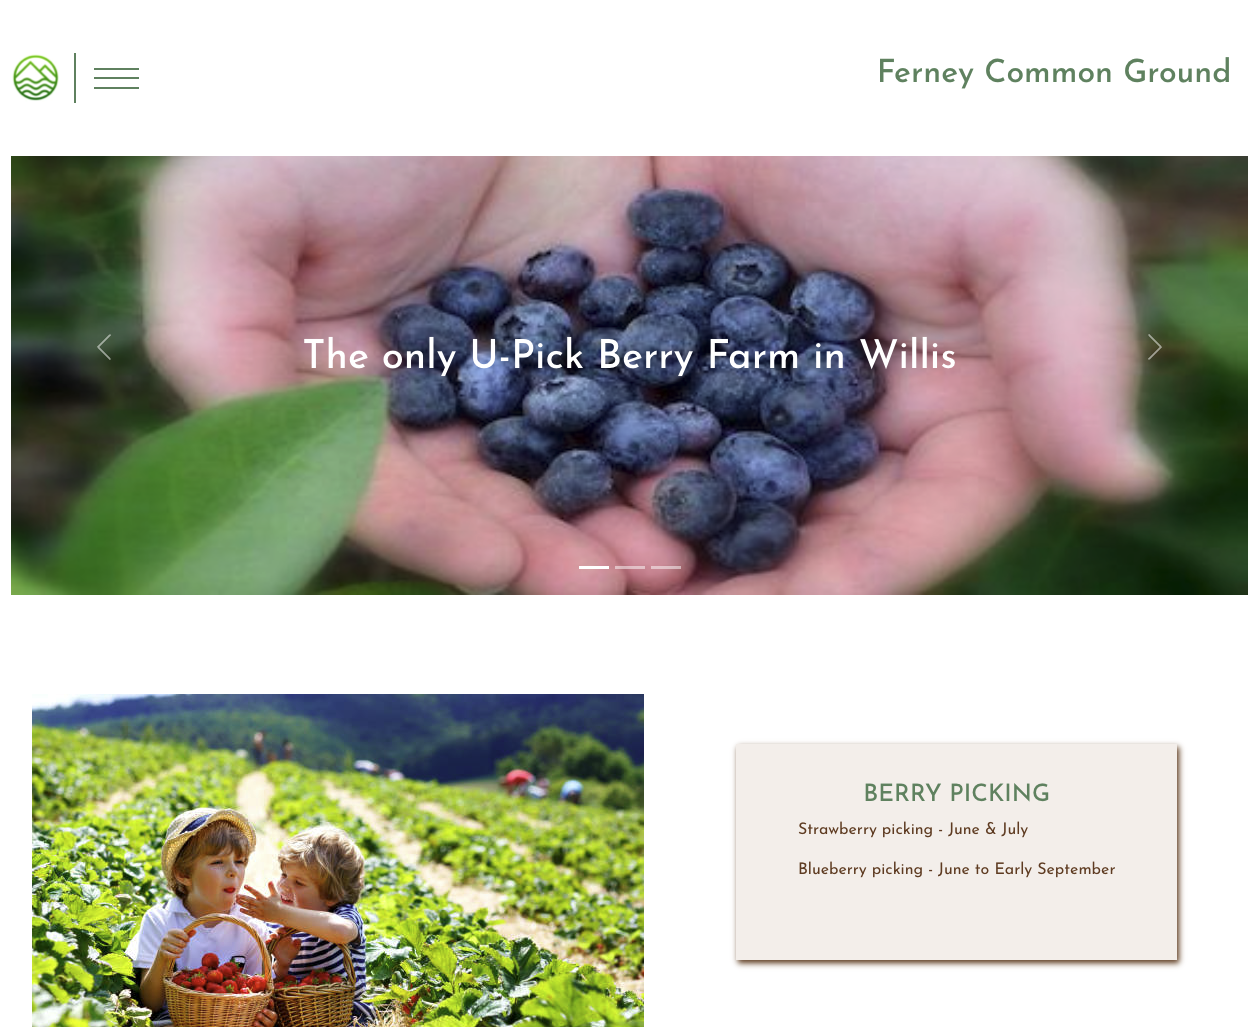 Ferney Common Ground
The only U-Pick Berry Farm in Willis
BERRY PICKING
Strawberry picking - June & July
Blueberry picking - June to Early September